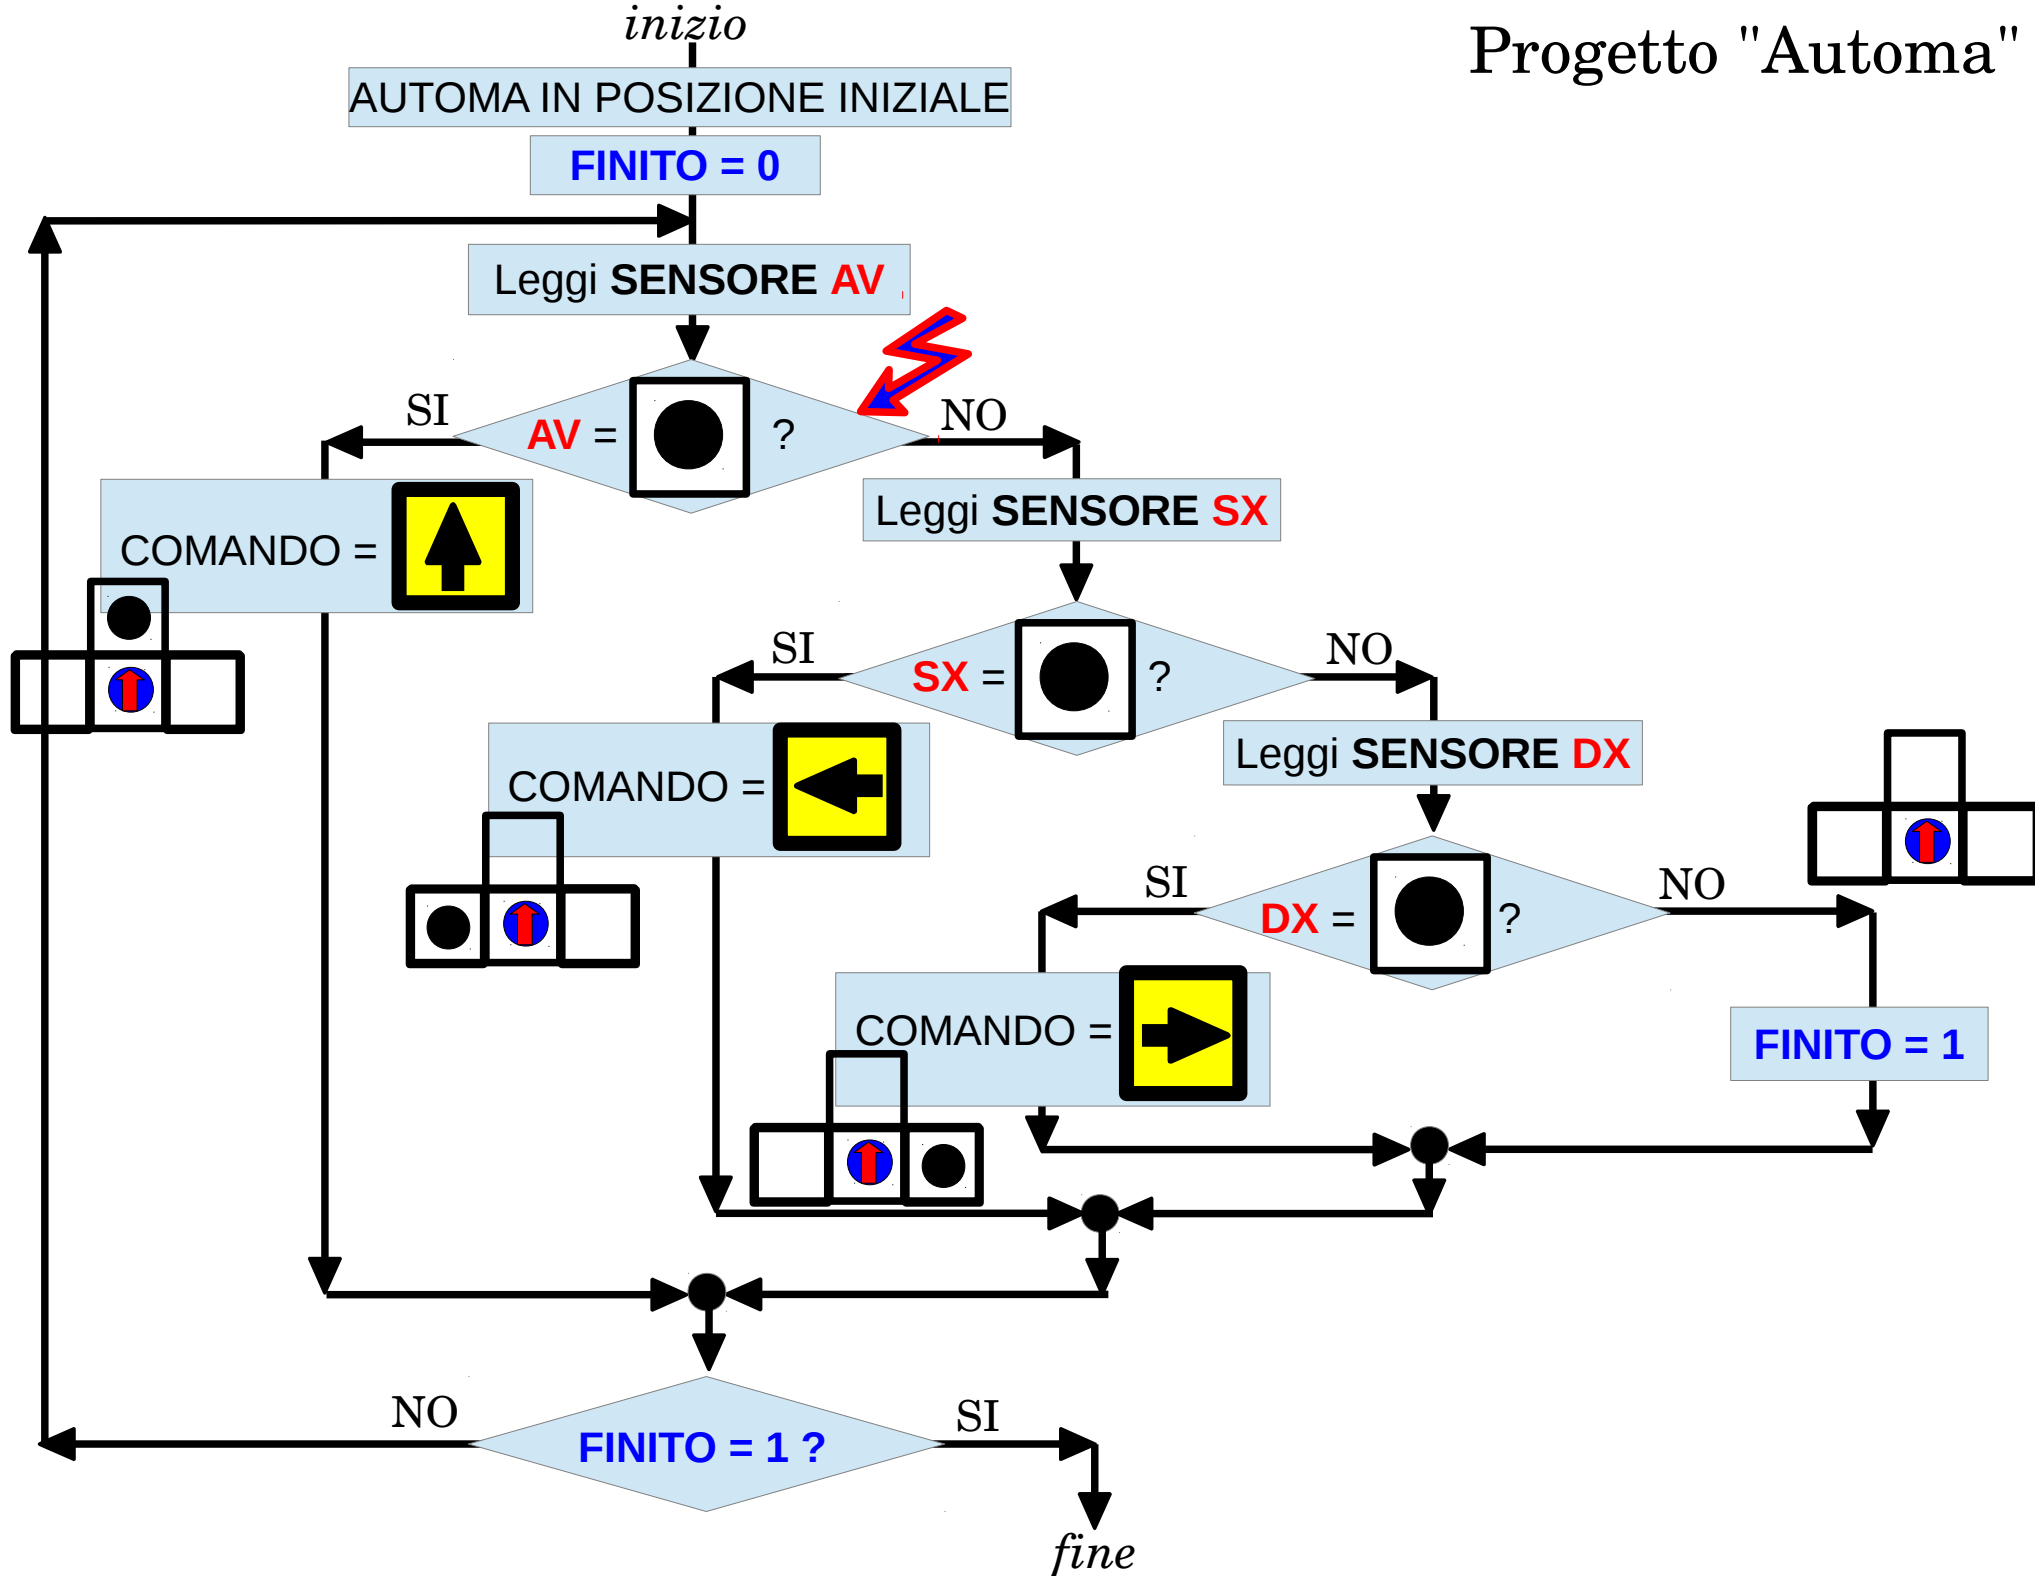 inizio
Progetto "Automa"
AUTOMA IN POSIZIONE INIZIALE
FINITO = 0
Leggi SENSORE AV
SI
AV = ?
NO
COMANDO =
Leggi SENSORE SX
SI
SX = ?
NO
COMANDO =
Leggi SENSORE DX
SI
DX = ?
NO
COMANDO =
FINITO = 1
NO
FINITO = 1 ?
SI
fine